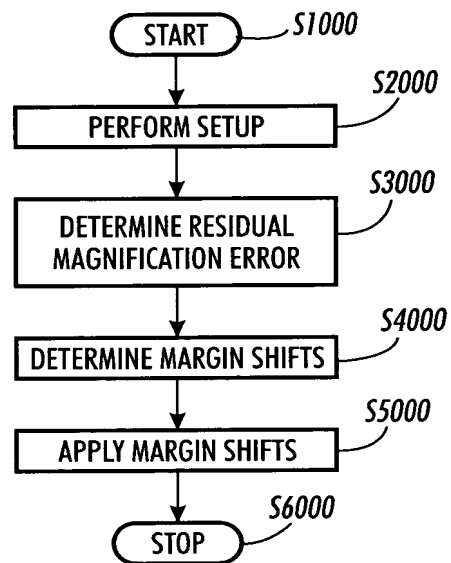 START
S1000
S2000
PERFORM SETUP
S3000
DETERMINE RESIDUAL
MAGNIFICATION ERROR
S4000
DETERMINE MARGIN SHIFTS
S5000
APPLY MARGIN SHIFTS
S6000
STOP